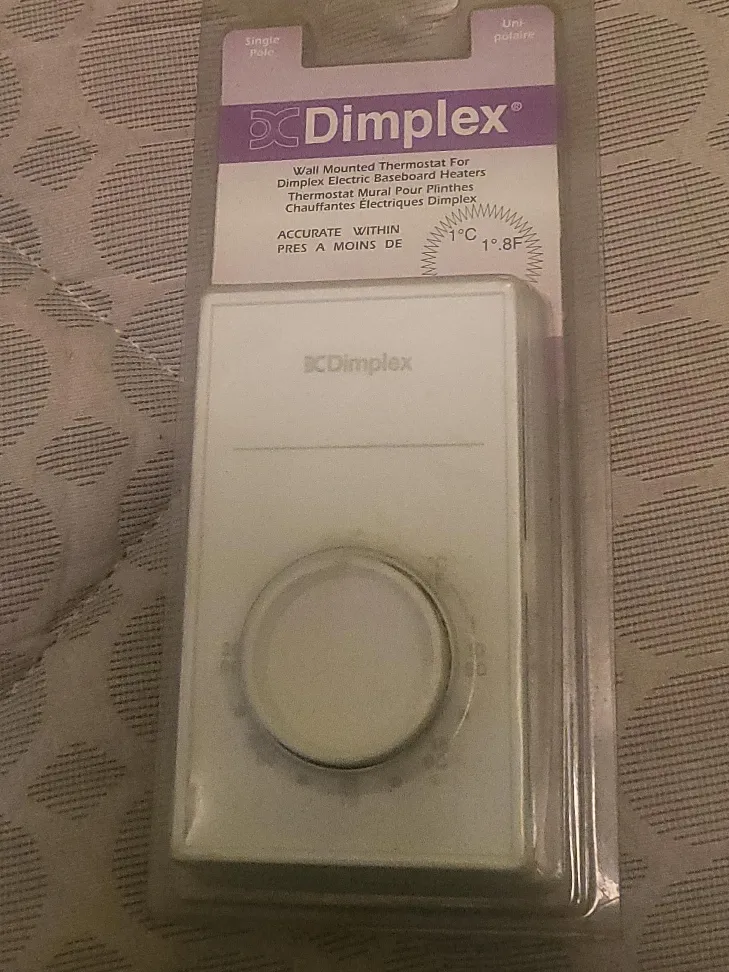 Single
Pole
Uni-
polaire
Dimplex®
Wall Mounted Thermostat For
Dimplex Electric Baseboard Heaters
Thermostat Mural Pour Plinthes
Chauffantes Électriques Dimplex
ACCURATE WITHIN
PRES A MOINS DE
1°C
1°.8F
Dimplex